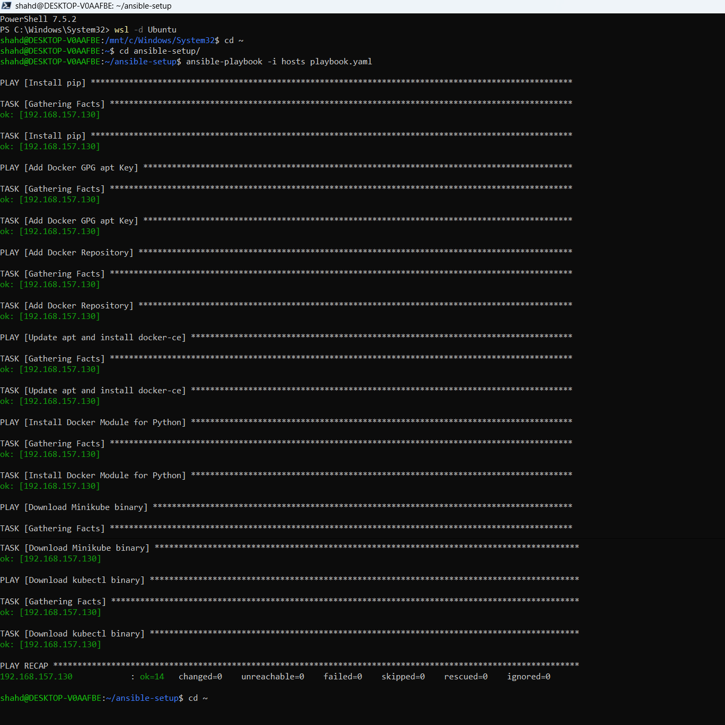 shahd@DESKTOP-V0AAFBE: ~/ansible-setup
PowerShell 7.5.2
PS C:\Windows\System32> wsl -d Ubuntu
shahd@DESKTOP-V0AAFBE:/mnt/c/Windows/System32$ cd ~
shahd@DESKTOP-V0AAFBE:~$ cd ansible-setup/
shahd@DESKTOP-V0AAFBE:~/ansible-setup$ ansible-playbook -i hosts playbook.yaml
PLAY [Install pip] ****************************************************************************************************
TASK [Gathering Facts] ************************************************************************************************
ok: [192.168.157.130]
TASK [Install pip] ****************************************************************************************************
ok: [192.168.157.130]
PLAY [Add Docker GPG apt Key] *****************************************************************************************
TASK [Gathering Facts] ************************************************************************************************
ok: [192.168.157.130]
TASK [Add Docker GPG apt Key] *****************************************************************************************
ok: [192.168.157.130]
PLAY [Add Docker Repository] ******************************************************************************************
TASK [Gathering Facts] ************************************************************************************************
ok: [192.168.157.130]
TASK [Add Docker Repository] ******************************************************************************************
ok: [192.168.157.130]
PLAY [Update apt and install docker-ce] *******************************************************************************
TASK [Gathering Facts] ************************************************************************************************
ok: [192.168.157.130]
TASK [Update apt and install docker-ce] *******************************************************************************
ok: [192.168.157.130]
PLAY [Install Docker Module for Python] *******************************************************************************
TASK [Gathering Facts] ************************************************************************************************
ok: [192.168.157.130]
TASK [Install Docker Module for Python] *******************************************************************************
ok: [192.168.157.130]
PLAY [Download Minikube binary] ***************************************************************************************
TASK [Gathering Facts] ************************************************************************************************
TASK [Download Minikube binary] ***************************************************************************************
ok: [192.168.157.130]
PLAY [Download kubectl binary] ****************************************************************************************
TASK [Gathering Facts] ************************************************************************************************
ok: [192.168.157.130]
TASK [Download kubectl binary] ****************************************************************************************
ok: [192.168.157.130]
PLAY RECAP ************************************************************************************************************
192.168.157.130            : ok=14   changed=0    unreachable=0    failed=0    skipped=0    rescued=0    ignored=0
shahd@DESKTOP-V0AAFBE:~/ansible-setup$ cd ~